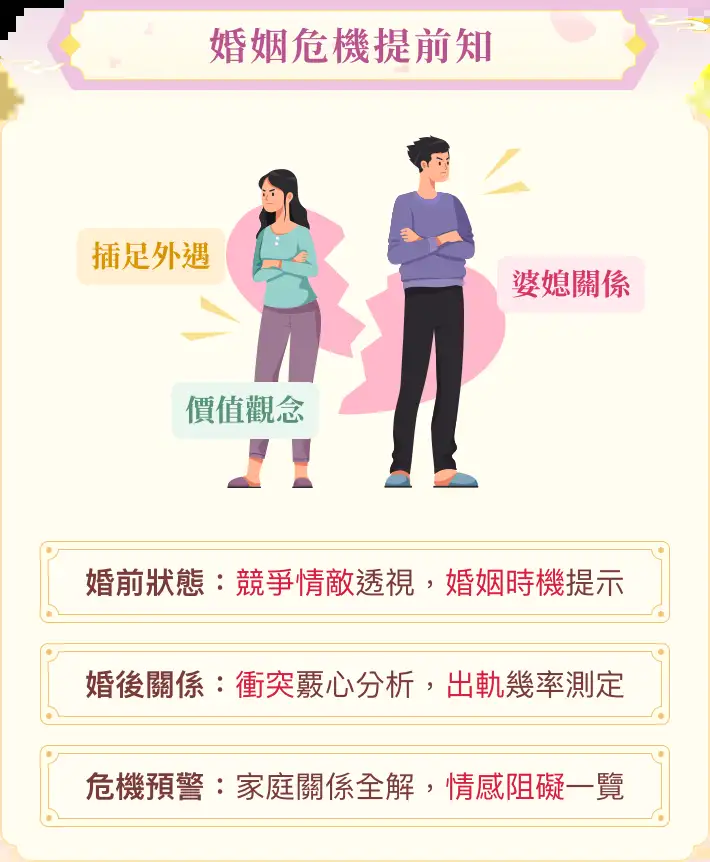 婚姻危機提前知
插足外遇
婆媳關係
價值觀念
婚前狀態：競爭情敵透視，婚姻時機提示
婚後關係：衝突覈心分析，出軌幾率測定
危機預警：家庭關係全解，情感阻礙一覽